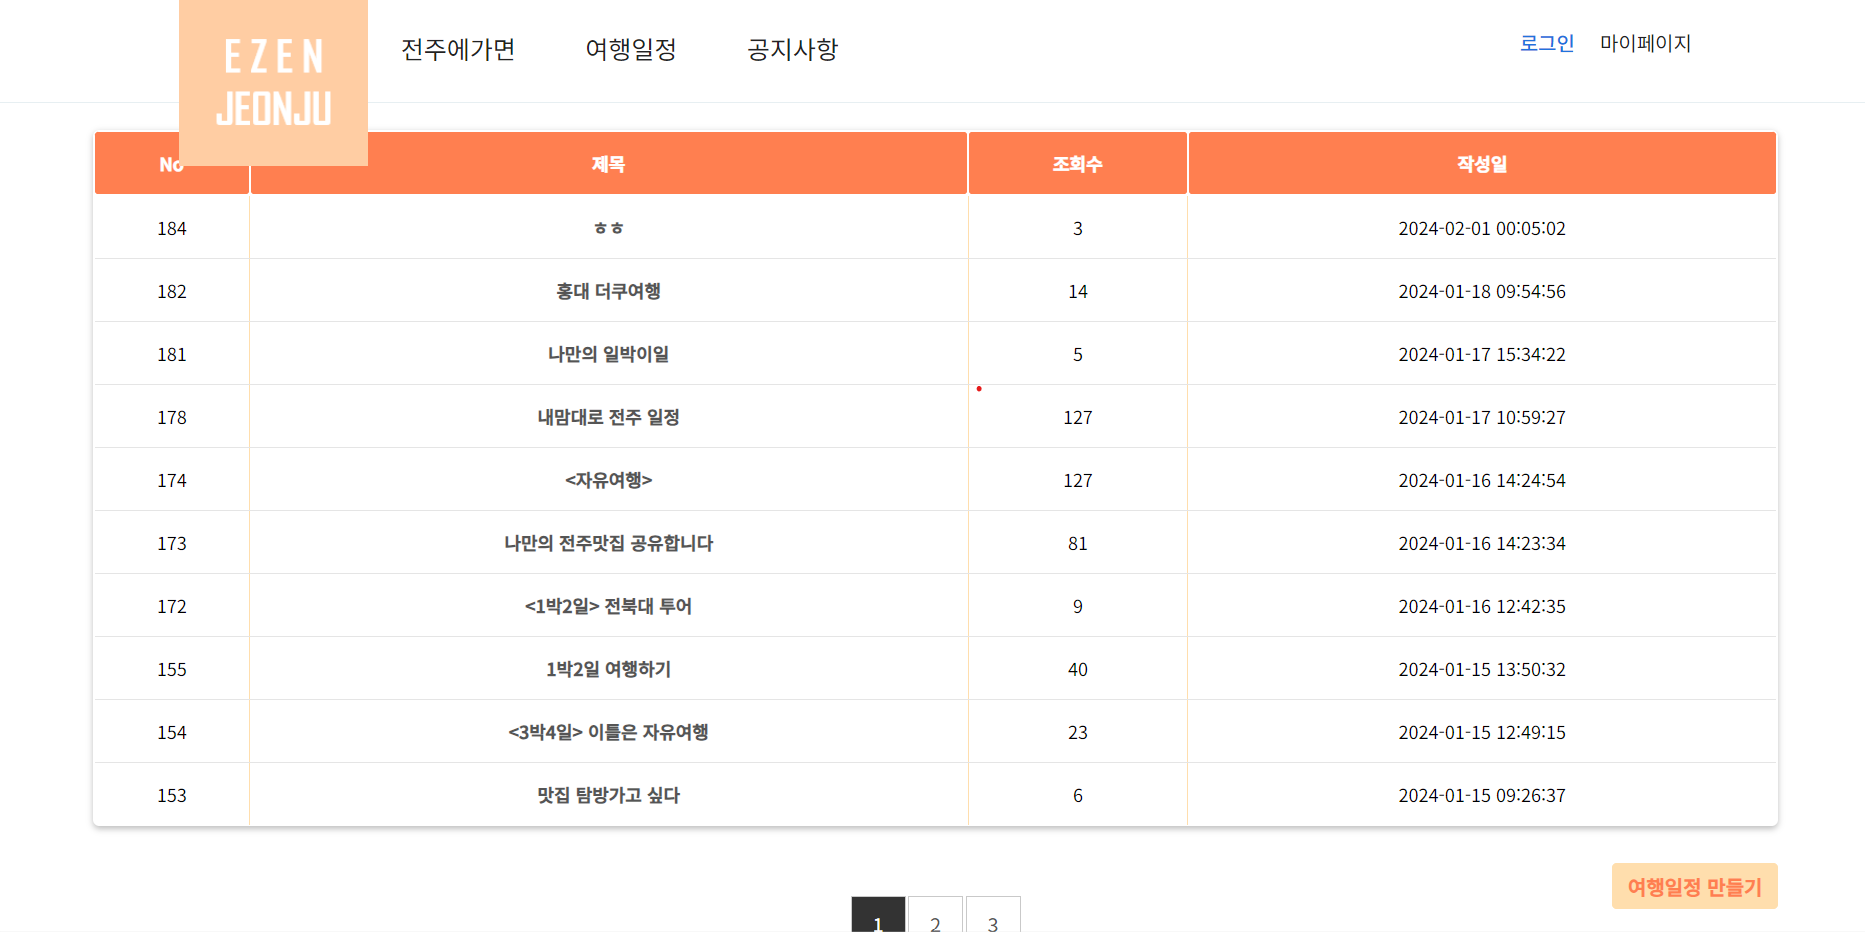 EZEN
JEONJU
전주에가면 여행일정 공지사항 로그인 마이페이지
No 제목 조회수 작성일
184 ㅎㅎ 3 2024-02-01 00:05:02
182 홍대 더쿠여행 14 2024-01-18 09:54:56
181 나만의 일박이일 5 2024-01-17 15:34:22
178 내맘대로 전주 일정 127 2024-01-17 10:59:27
174 <자유여행> 127 2024-01-16 14:24:54
173 나만의 전주맛집 공유합니다 81 2024-01-16 14:23:34
172 <1박2일> 전북대 투어 9 2024-01-16 12:42:35
155 1박2일 여행하기 40 2024-01-15 13:50:32
154 <3박4일> 이틀은 자유여행 23 2024-01-15 12:49:15
153 맛집 탐방가고 싶다 6 2024-01-15 09:26:37
여행일정 만들기
1 2 3